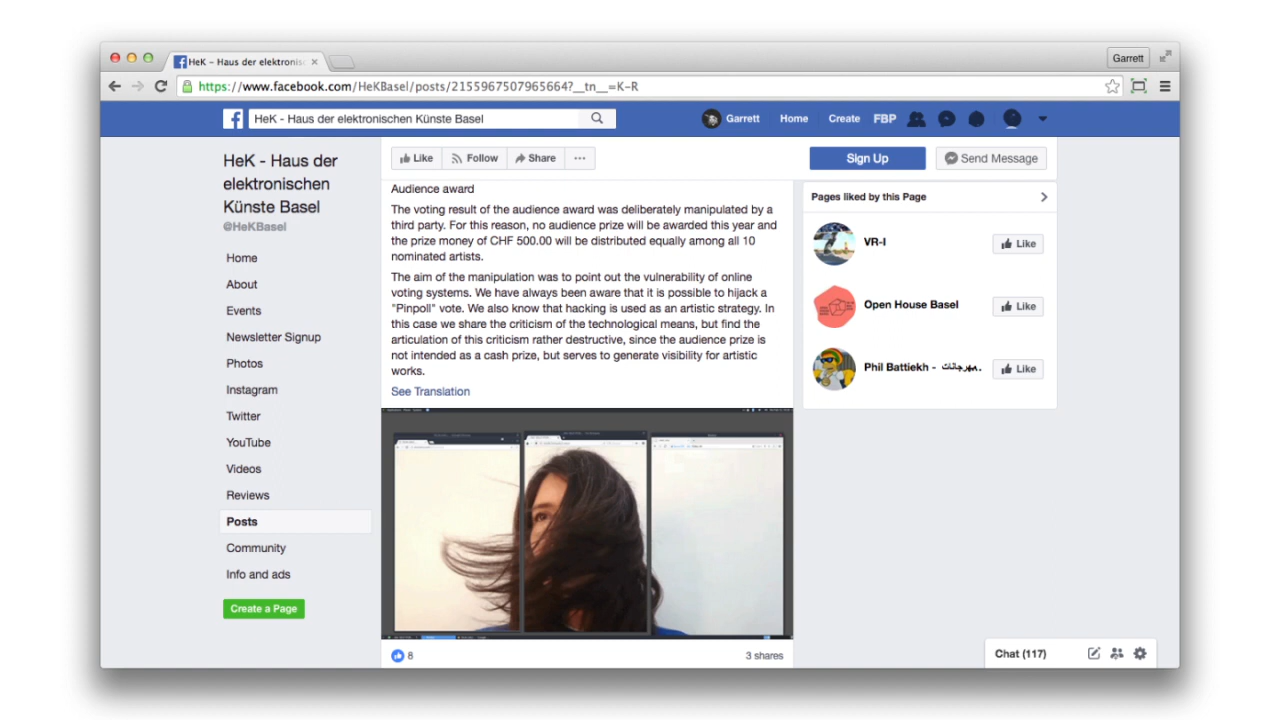 HeK – Haus der elektronisc ×
Garrett
https://www.facebook.com/HeKBasel/posts/2155967507965664?__tn__=K-R
HeK - Haus der elektronischen Künste Basel
Garrett
Home
Create
FBP
HeK - Haus der
elektronischen
Künste Basel
@HeKBasel
Home
About
Events
Newsletter Signup
Photos
Instagram
Twitter
YouTube
Videos
Reviews
Posts
Community
Info and ads
Create a Page
Like
Follow
Share
Sign Up
Send Message
Audience award
The voting result of the audience award was deliberately manipulated by a
third party. For this reason, no audience prize will be awarded this year and
the prize money of CHF 500.00 will be distributed equally among all 10
nominated artists.
The aim of the manipulation was to point out the vulnerability of online
voting systems. We have always been aware that it is possible to hijack a
"Pinpoll" vote. We also know that hacking is used as an artistic strategy. In
this case we share the criticism of the technological means, but find the
articulation of this criticism rather destructive, since the audience prize is
not intended as a cash prize, but serves to generate visibility for artistic
works.
See Translation
8
3 shares
Pages liked by this Page
VR-I
Like
Open House Basel
Like
Phil Battiekh - مهرجانات.
Like
Chat (117)